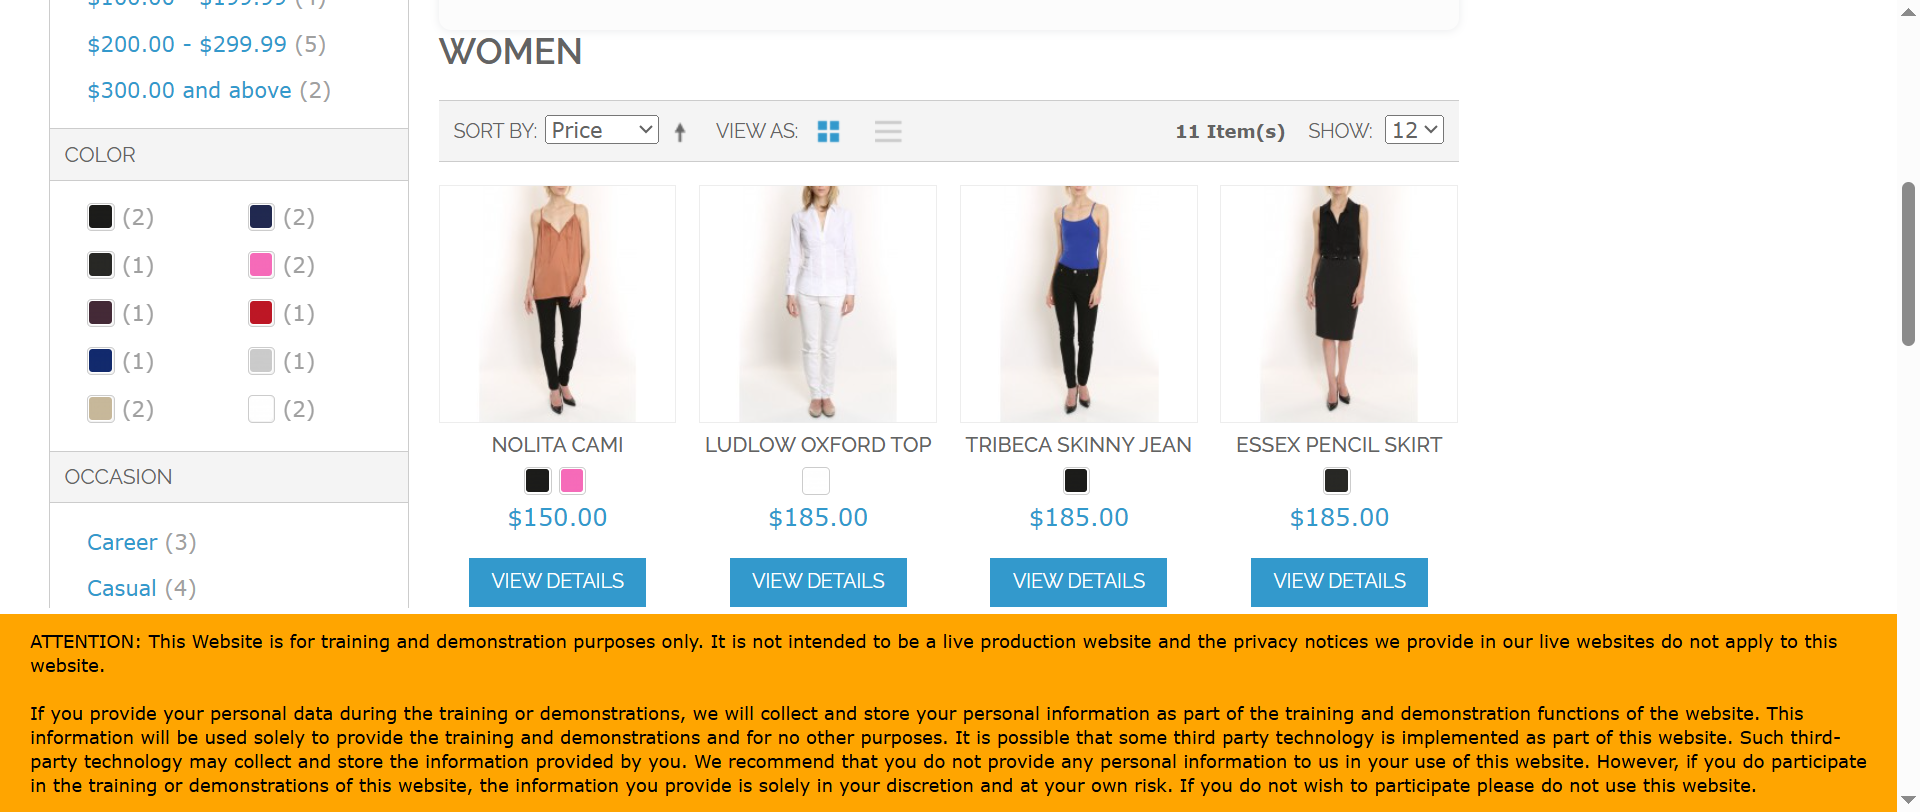 $100.00 - $199.99 (4)
$200.00 - $299.99 (5)
$300.00 and above (2)
COLOR
(2) (2)
(1) (2)
(1) (1)
(1) (1)
(2) (2)
OCCASION
Career (3)
Casual (4)
WOMEN
SORT BY: Price VIEW AS: 11 Item(s) SHOW: 12
NOLITA CAMI
$150.00
VIEW DETAILS
LUDLOW OXFORD TOP
$185.00
VIEW DETAILS
TRIBECA SKINNY JEAN
$185.00
VIEW DETAILS
ESSEX PENCIL SKIRT
$185.00
VIEW DETAILS
ATTENTION: This Website is for training and demonstration purposes only. It is not intended to be a live production website and the privacy notices we provide in our live websites do not apply to this
website.
If you provide your personal data during the training or demonstrations, we will collect and store your personal information as part of the training and demonstration functions of the website. This
information will be used solely to provide the training and demonstrations and for no other purposes. It is possible that some third party technology is implemented as part of this website. Such third-
party technology may collect and store the information provided by you. We recommend that you do not provide any personal information to us in your use of this website. However, if you do participate
in the training or demonstrations of this website, the information you provide is solely in your discretion and at your own risk. If you do not wish to participate please do not use this website.